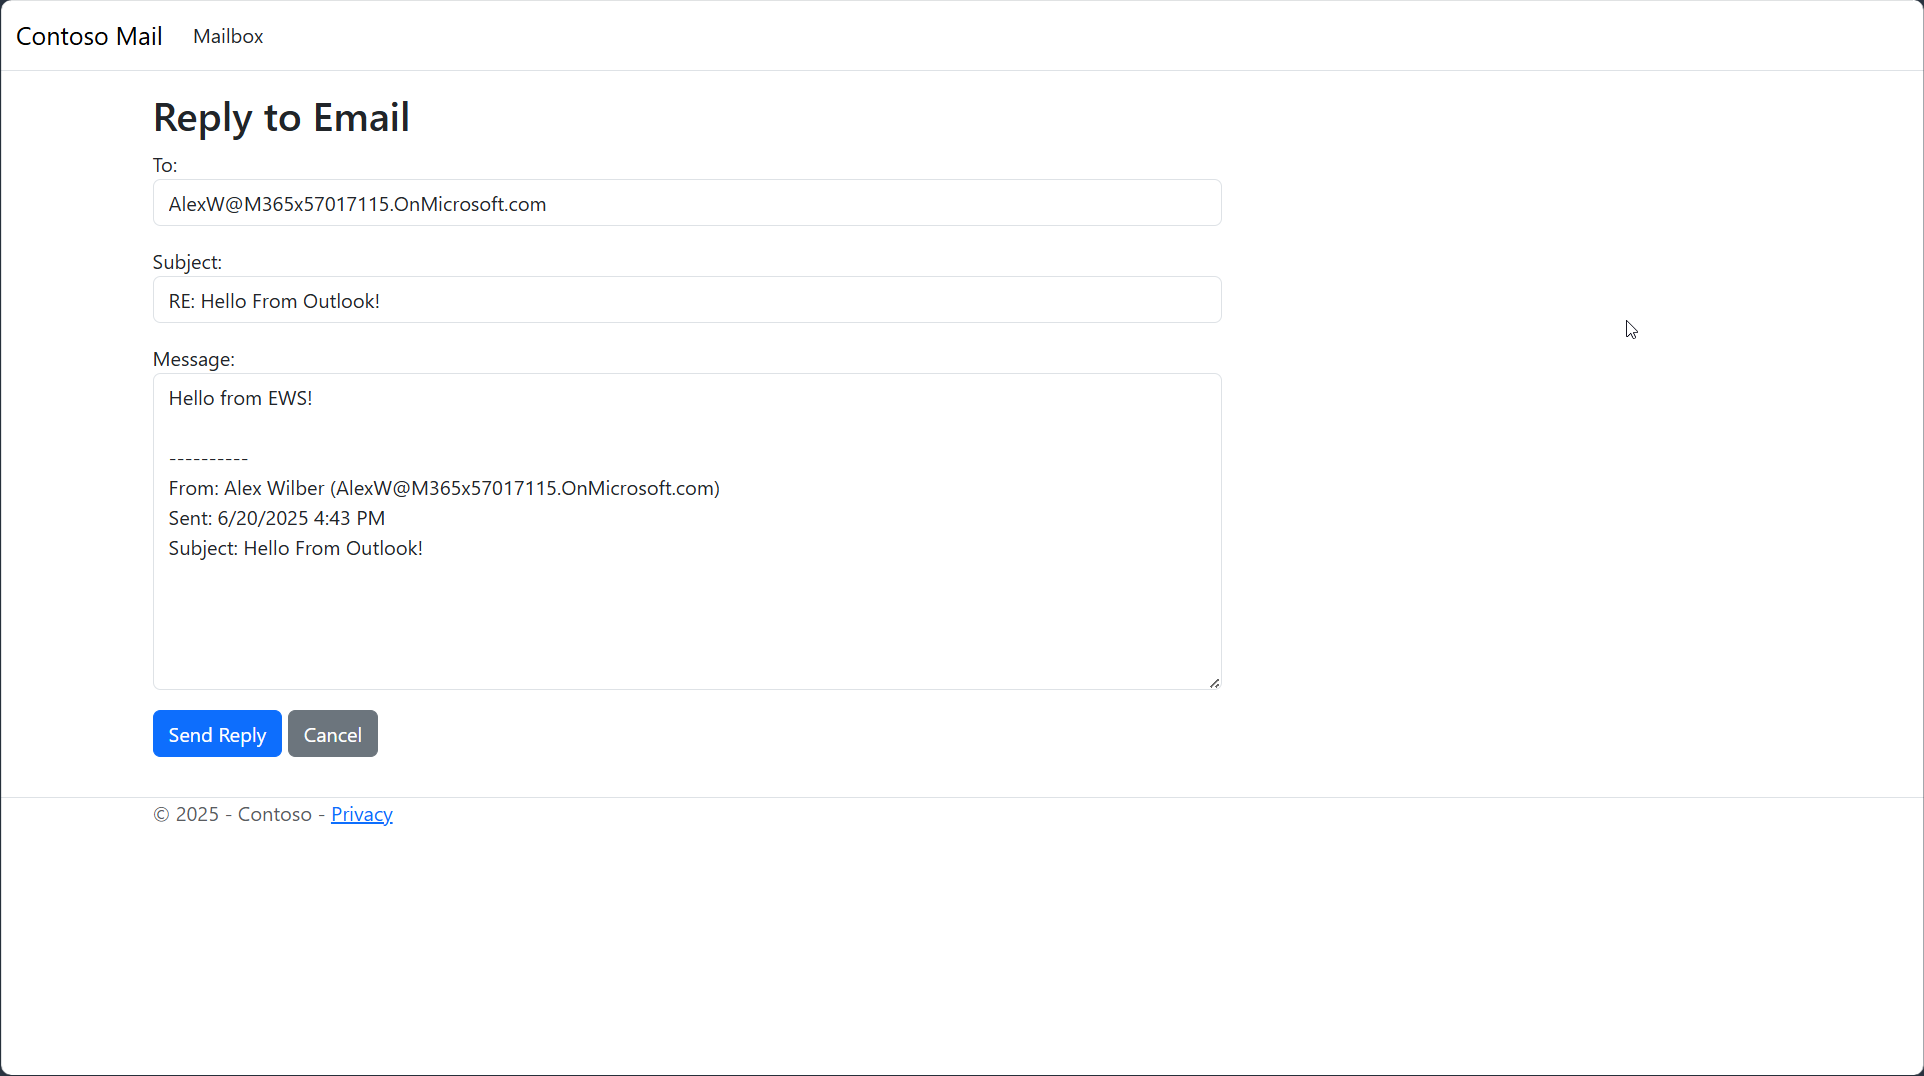 Contoso Mail Mailbox
Reply to Email
To:
AlexW@M365x57017115.OnMicrosoft.com
Subject:
RE: Hello From Outlook!
Message:
Hello from EWS!
----------
From: Alex Wilber (AlexW@M365x57017115.OnMicrosoft.com)
Sent: 6/20/2025 4:43 PM
Subject: Hello From Outlook!
Send Reply Cancel
© 2025 - Contoso - Privacy